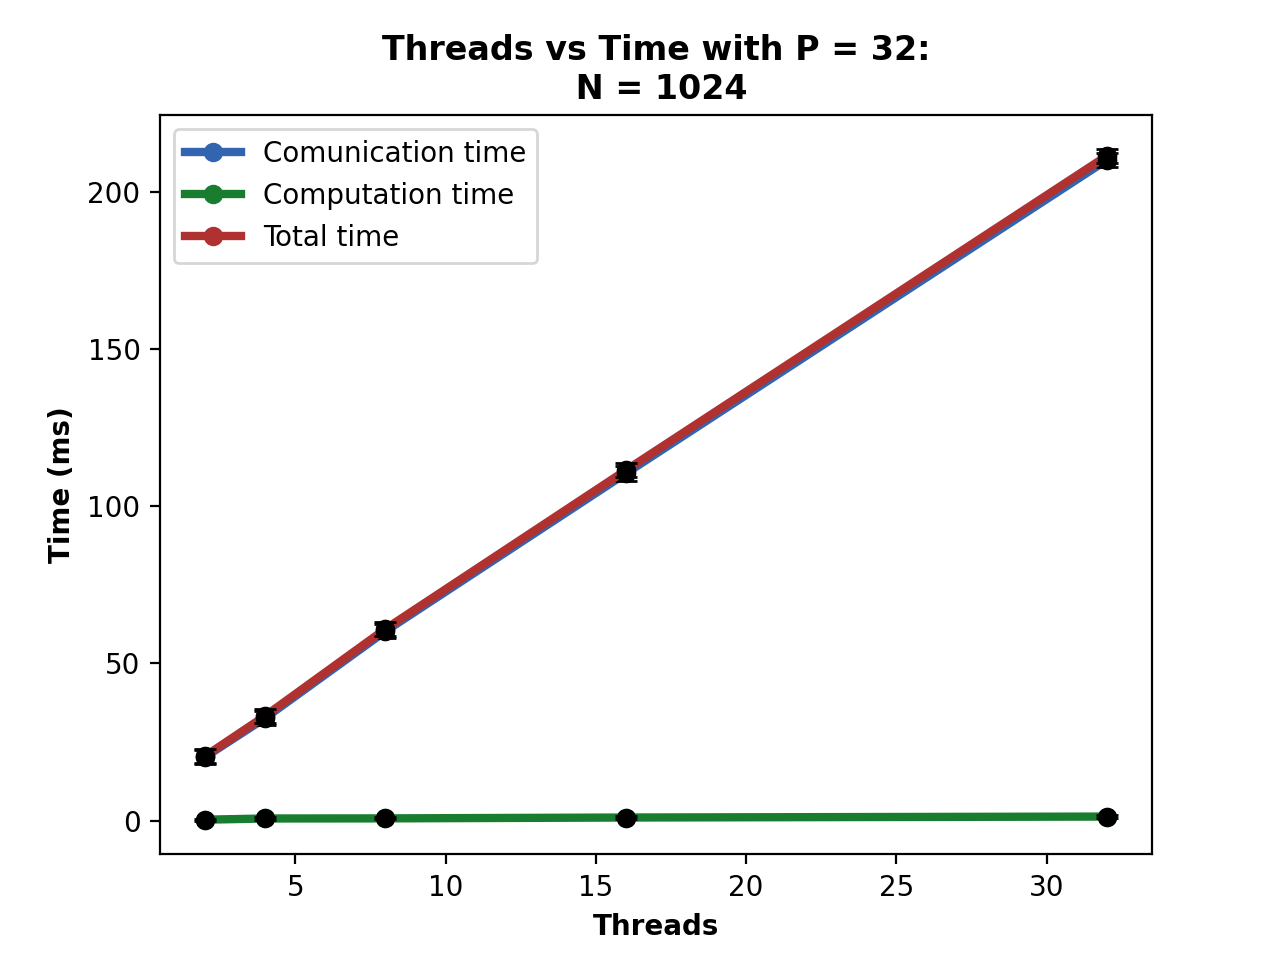 Threads vs Time with P = 32:
N = 1024
Comunication time
Computation time
Total time
200
150
100
50
0
Time (ms)
5 10 15 20 25 30
Threads